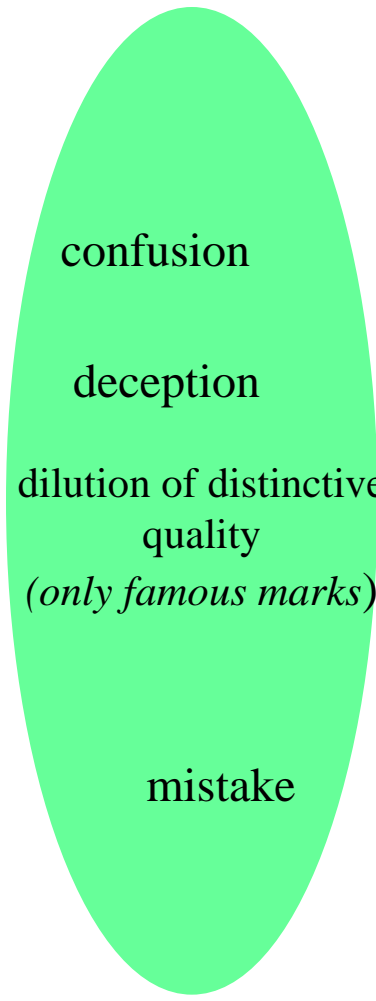 confusion
deception
dilution of distinctive
quality
(only famous marks)
mistake